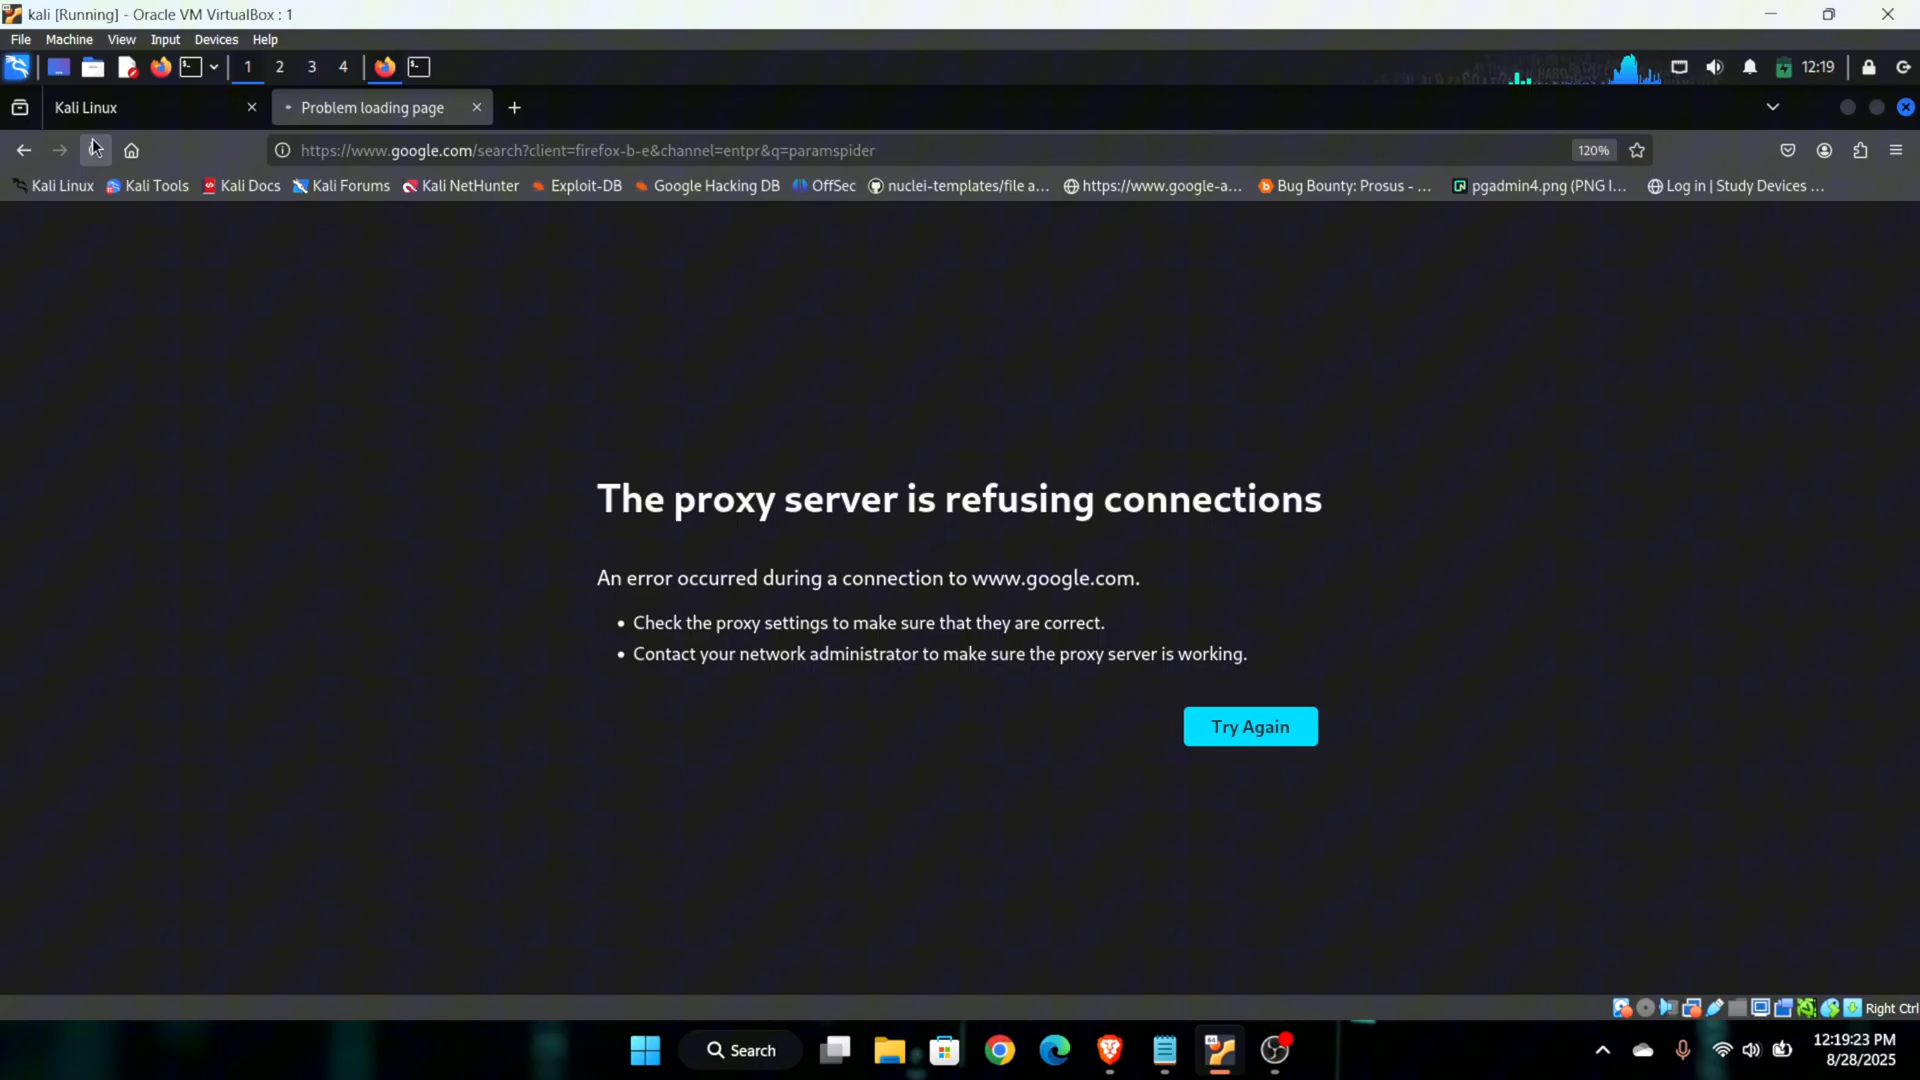 kali [Running] - Oracle VM VirtualBox : 1
File Machine View Input Devices Help
1 2 3 4 12:19
Kali Linux Problem loading page
https://www.google.com/search?client=firefox-b-e&channel=entpr&q=paramspider 120%
Kali Linux Kali Tools Kali Docs Kali Forums Kali NetHunter Exploit-DB Google Hacking DB OffSec nuclei-templates/file a... https://www.google-a... Bug Bounty: Prosus - ... pgadmin4.png (PNG I... Log in | Study Devices ...
The proxy server is refusing connections
An error occurred during a connection to www.google.com.
• Check the proxy settings to make sure that they are correct.
• Contact your network administrator to make sure the proxy server is working.
Try Again
Right Ctrl
Search
12:19:23 PM
8/28/2025